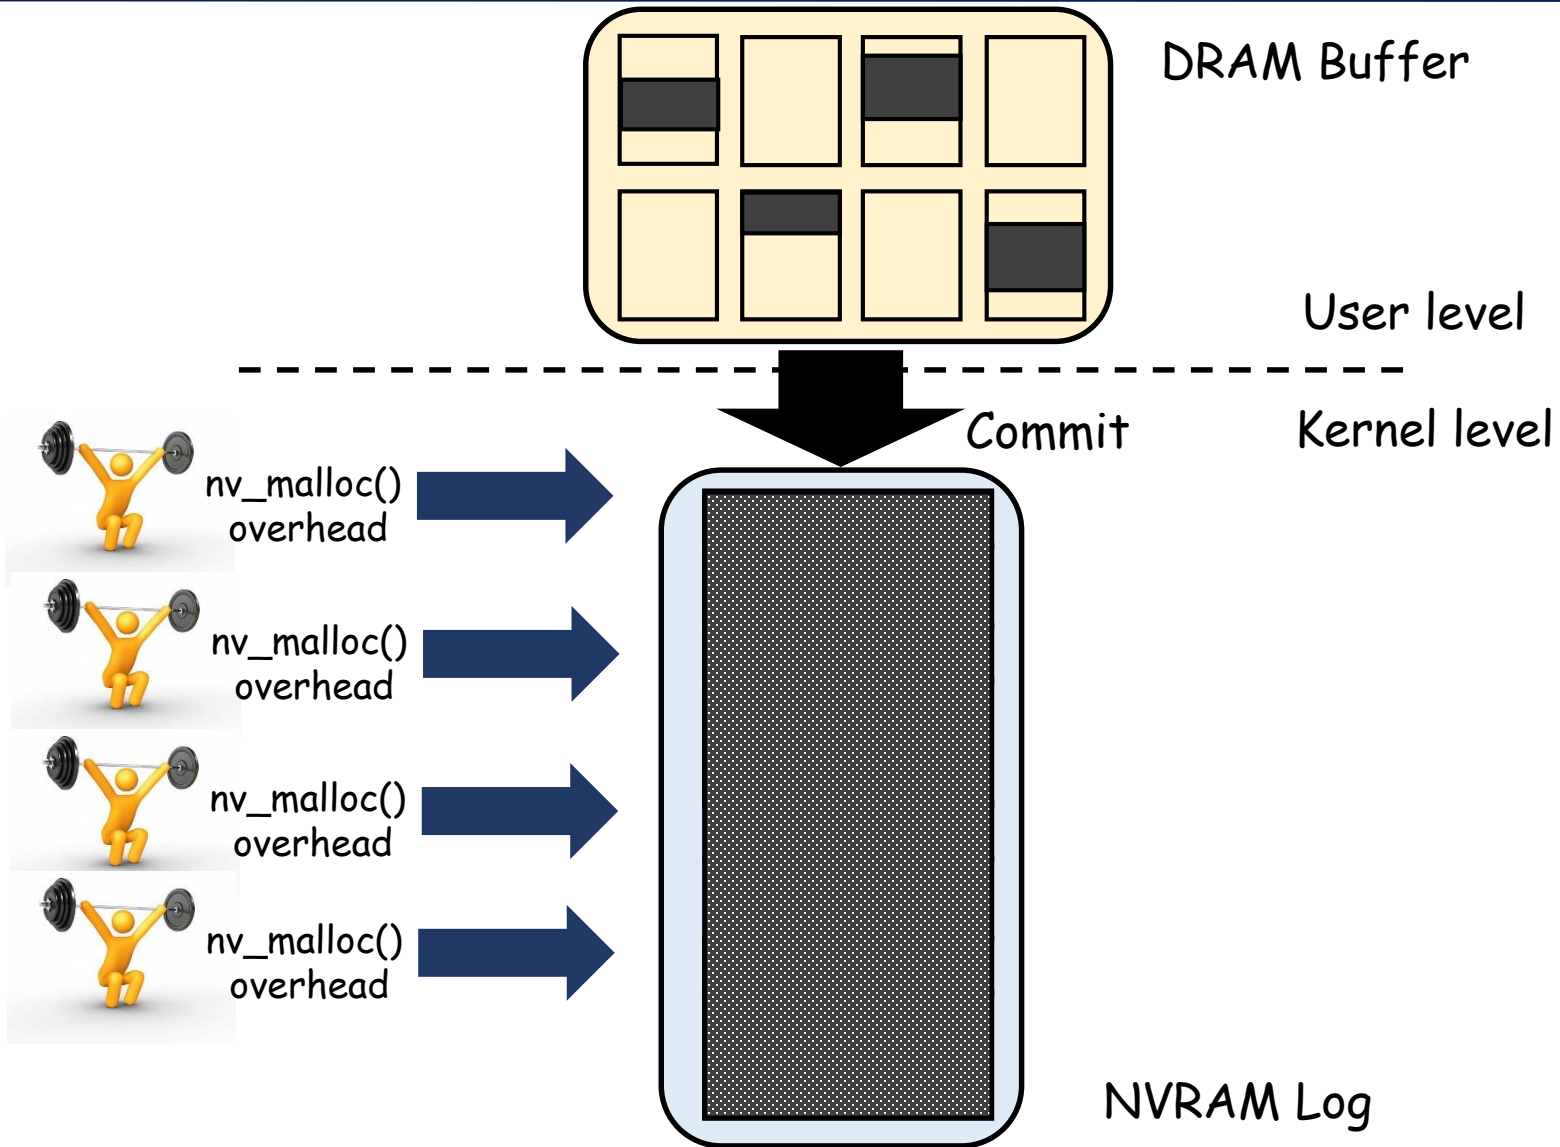 DRAM Buffer
User level
Commit
Kernel level
nv_malloc()
overhead
nv_malloc()
overhead
nv_malloc()
overhead
nv_malloc()
overhead
NVRAM Log